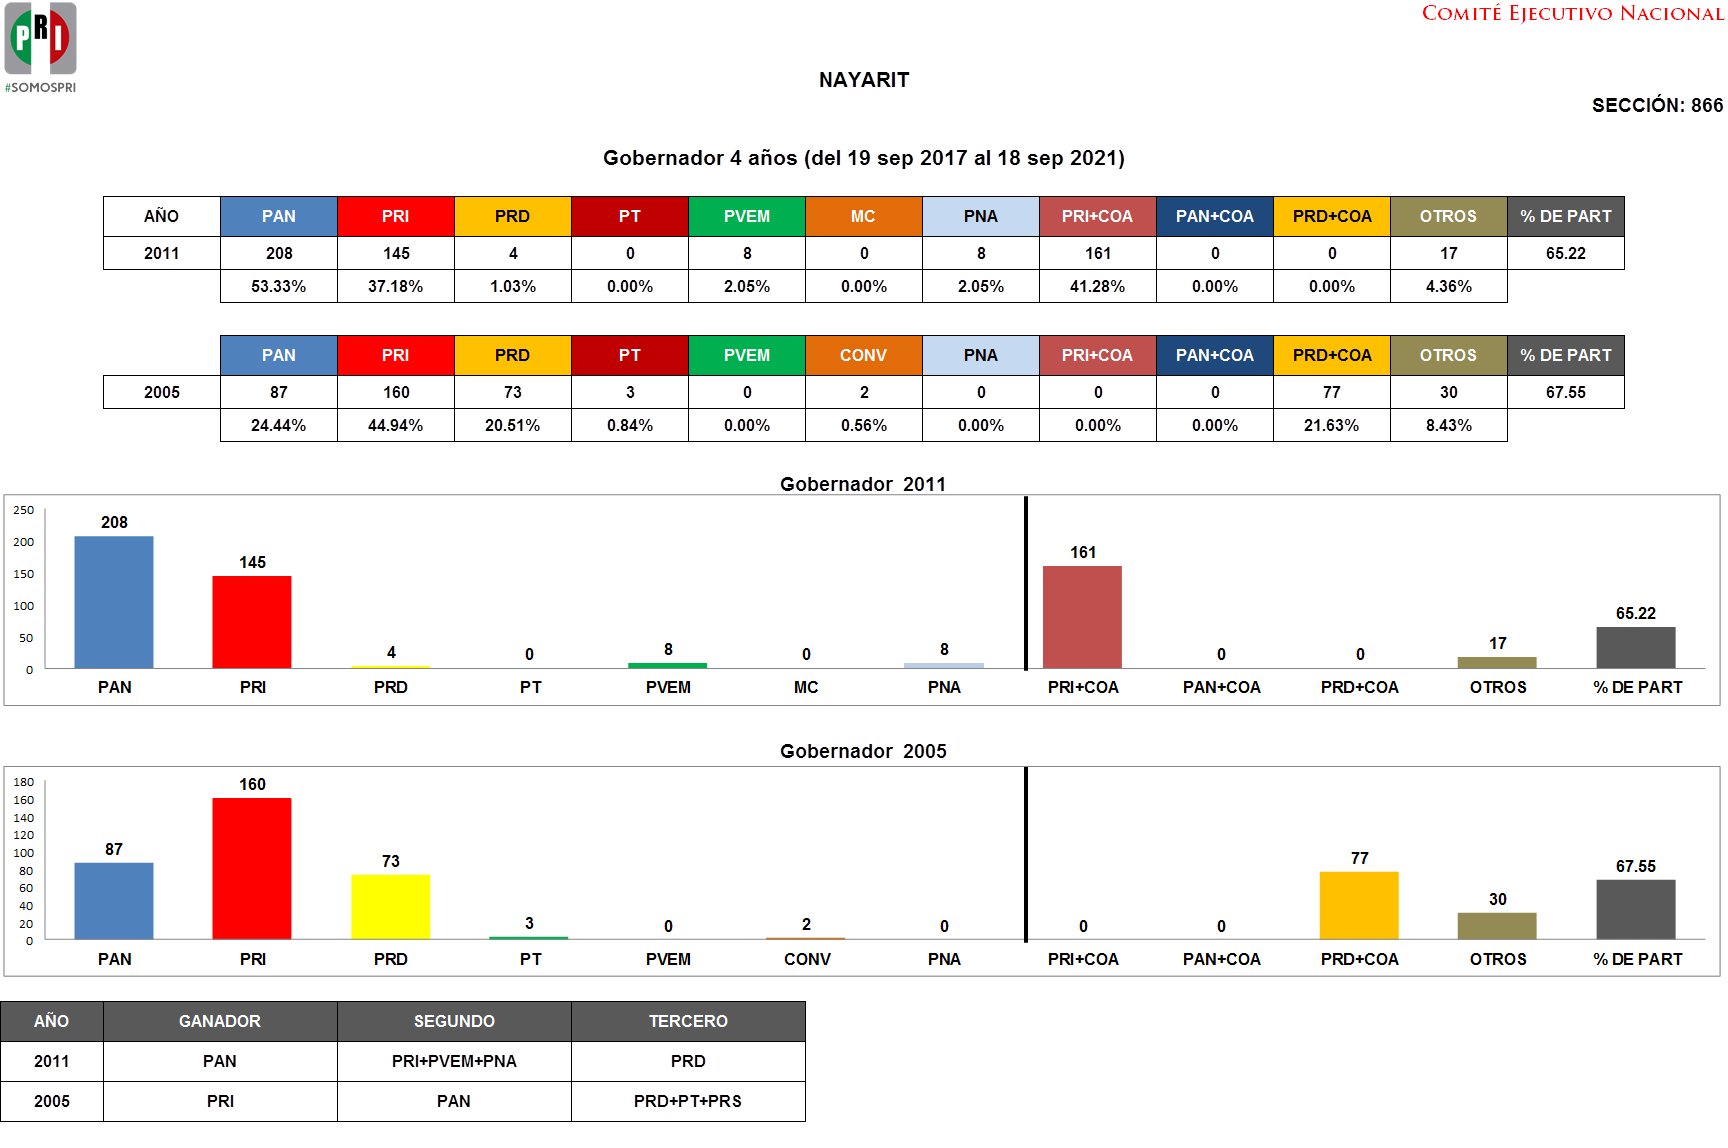 PRI
#SOMOSPRI
COMITÉ EJECUTIVO NACIONAL
NAYARIT
SECCIÓN: 866
Gobernador 4 años (del 19 sep 2017 al 18 sep 2021)
AÑO PAN PRI PRD PT PVEM MC PNA PRI+COA PAN+COA PRD+COA OTROS % DE PART
2011 208 145 4 0 8 0 8 161 0 0 17 65.22
53.33% 37.18% 1.03% 0.00% 2.05% 0.00% 2.05% 41.28% 0.00% 0.00% 4.36%
PAN PRI PRD PT PVEM CONV PNA PRI+COA PAN+COA PRD+COA OTROS % DE PART
2005 87 160 73 3 0 2 0 0 0 77 30 67.55
24.44% 44.94% 20.51% 0.84% 0.00% 0.56% 0.00% 0.00% 0.00% 21.63% 8.43%
Gobernador 2011
250
200
150
100
50
0
208 145 4 0 8 0 8 161 0 0 17 65.22
PAN PRI PRD PT PVEM MC PNA PRI+COA PAN+COA PRD+COA OTROS % DE PART
Gobernador 2005
180
160
140
120
100
80
60
40
20
0
87 160 73 3 0 2 0 0 0 77 30 67.55
PAN PRI PRD PT PVEM CONV PNA PRI+COA PAN+COA PRD+COA OTROS % DE PART
AÑO GANADOR SEGUNDO TERCERO
2011 PAN PRI+PVEM+PNA PRD
2005 PRI PAN PRD+PT+PRS